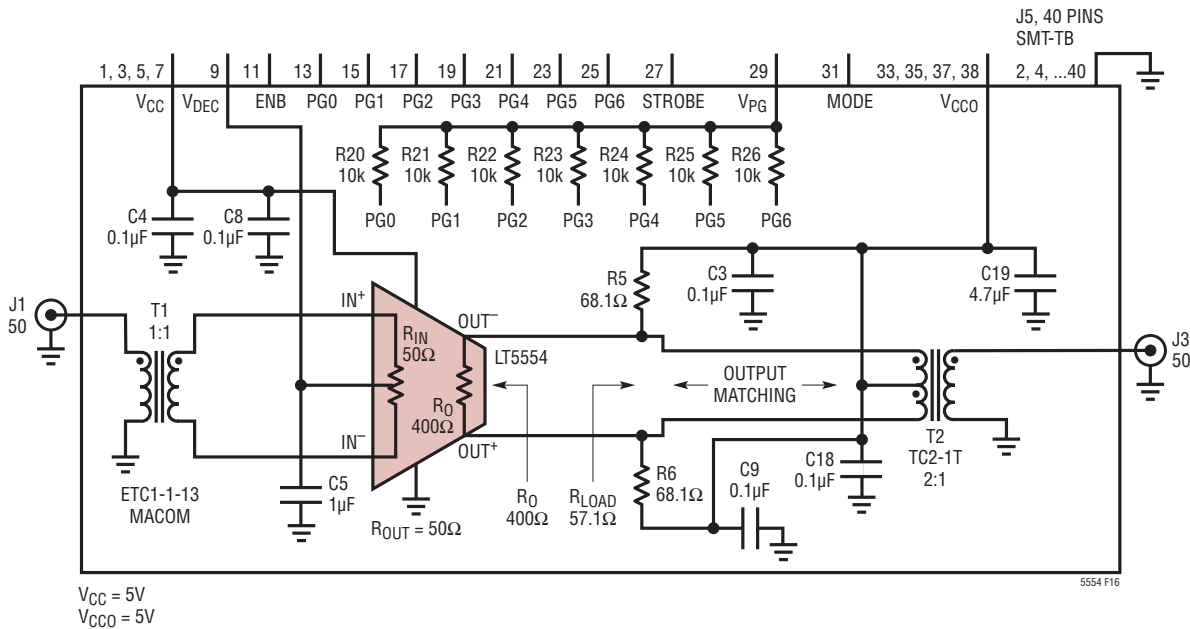 J5, 40 PINS
SMT-TB
1, 3, 5, 7 9 11 13 15 17 19 21 23 25 27 29 31 33, 35, 37, 38 2, 4, ...40
VCC VDEC ENB PG0 PG1 PG2 PG3 PG4 PG5 PG6 STROBE VPG MODE VCCO
R20 R21 R22 R23 R24 R25 R26
10k 10k 10k 10k 10k 10k 10k
PG0 PG1 PG2 PG3 PG4 PG5 PG6
C4
0.1µF
C8
0.1µF
R5
68.1Ω
C3
0.1µF
C19
4.7µF
J1
50
T1
1:1
IN+
RIN
50Ω
OUT–
LT5554
J3
50
OUTPUT
MATCHING
RO
400Ω
IN–
OUT+
T2
TC2-1T
2:1
ETC1-1-13
MACOM
C5
1µF
ROUT = 50Ω
RO
400Ω
RLOAD
57.1Ω
R6
68.1Ω
C9
0.1µF
C18
0.1µF
5554 F16
VCC = 5V
VCCO = 5V